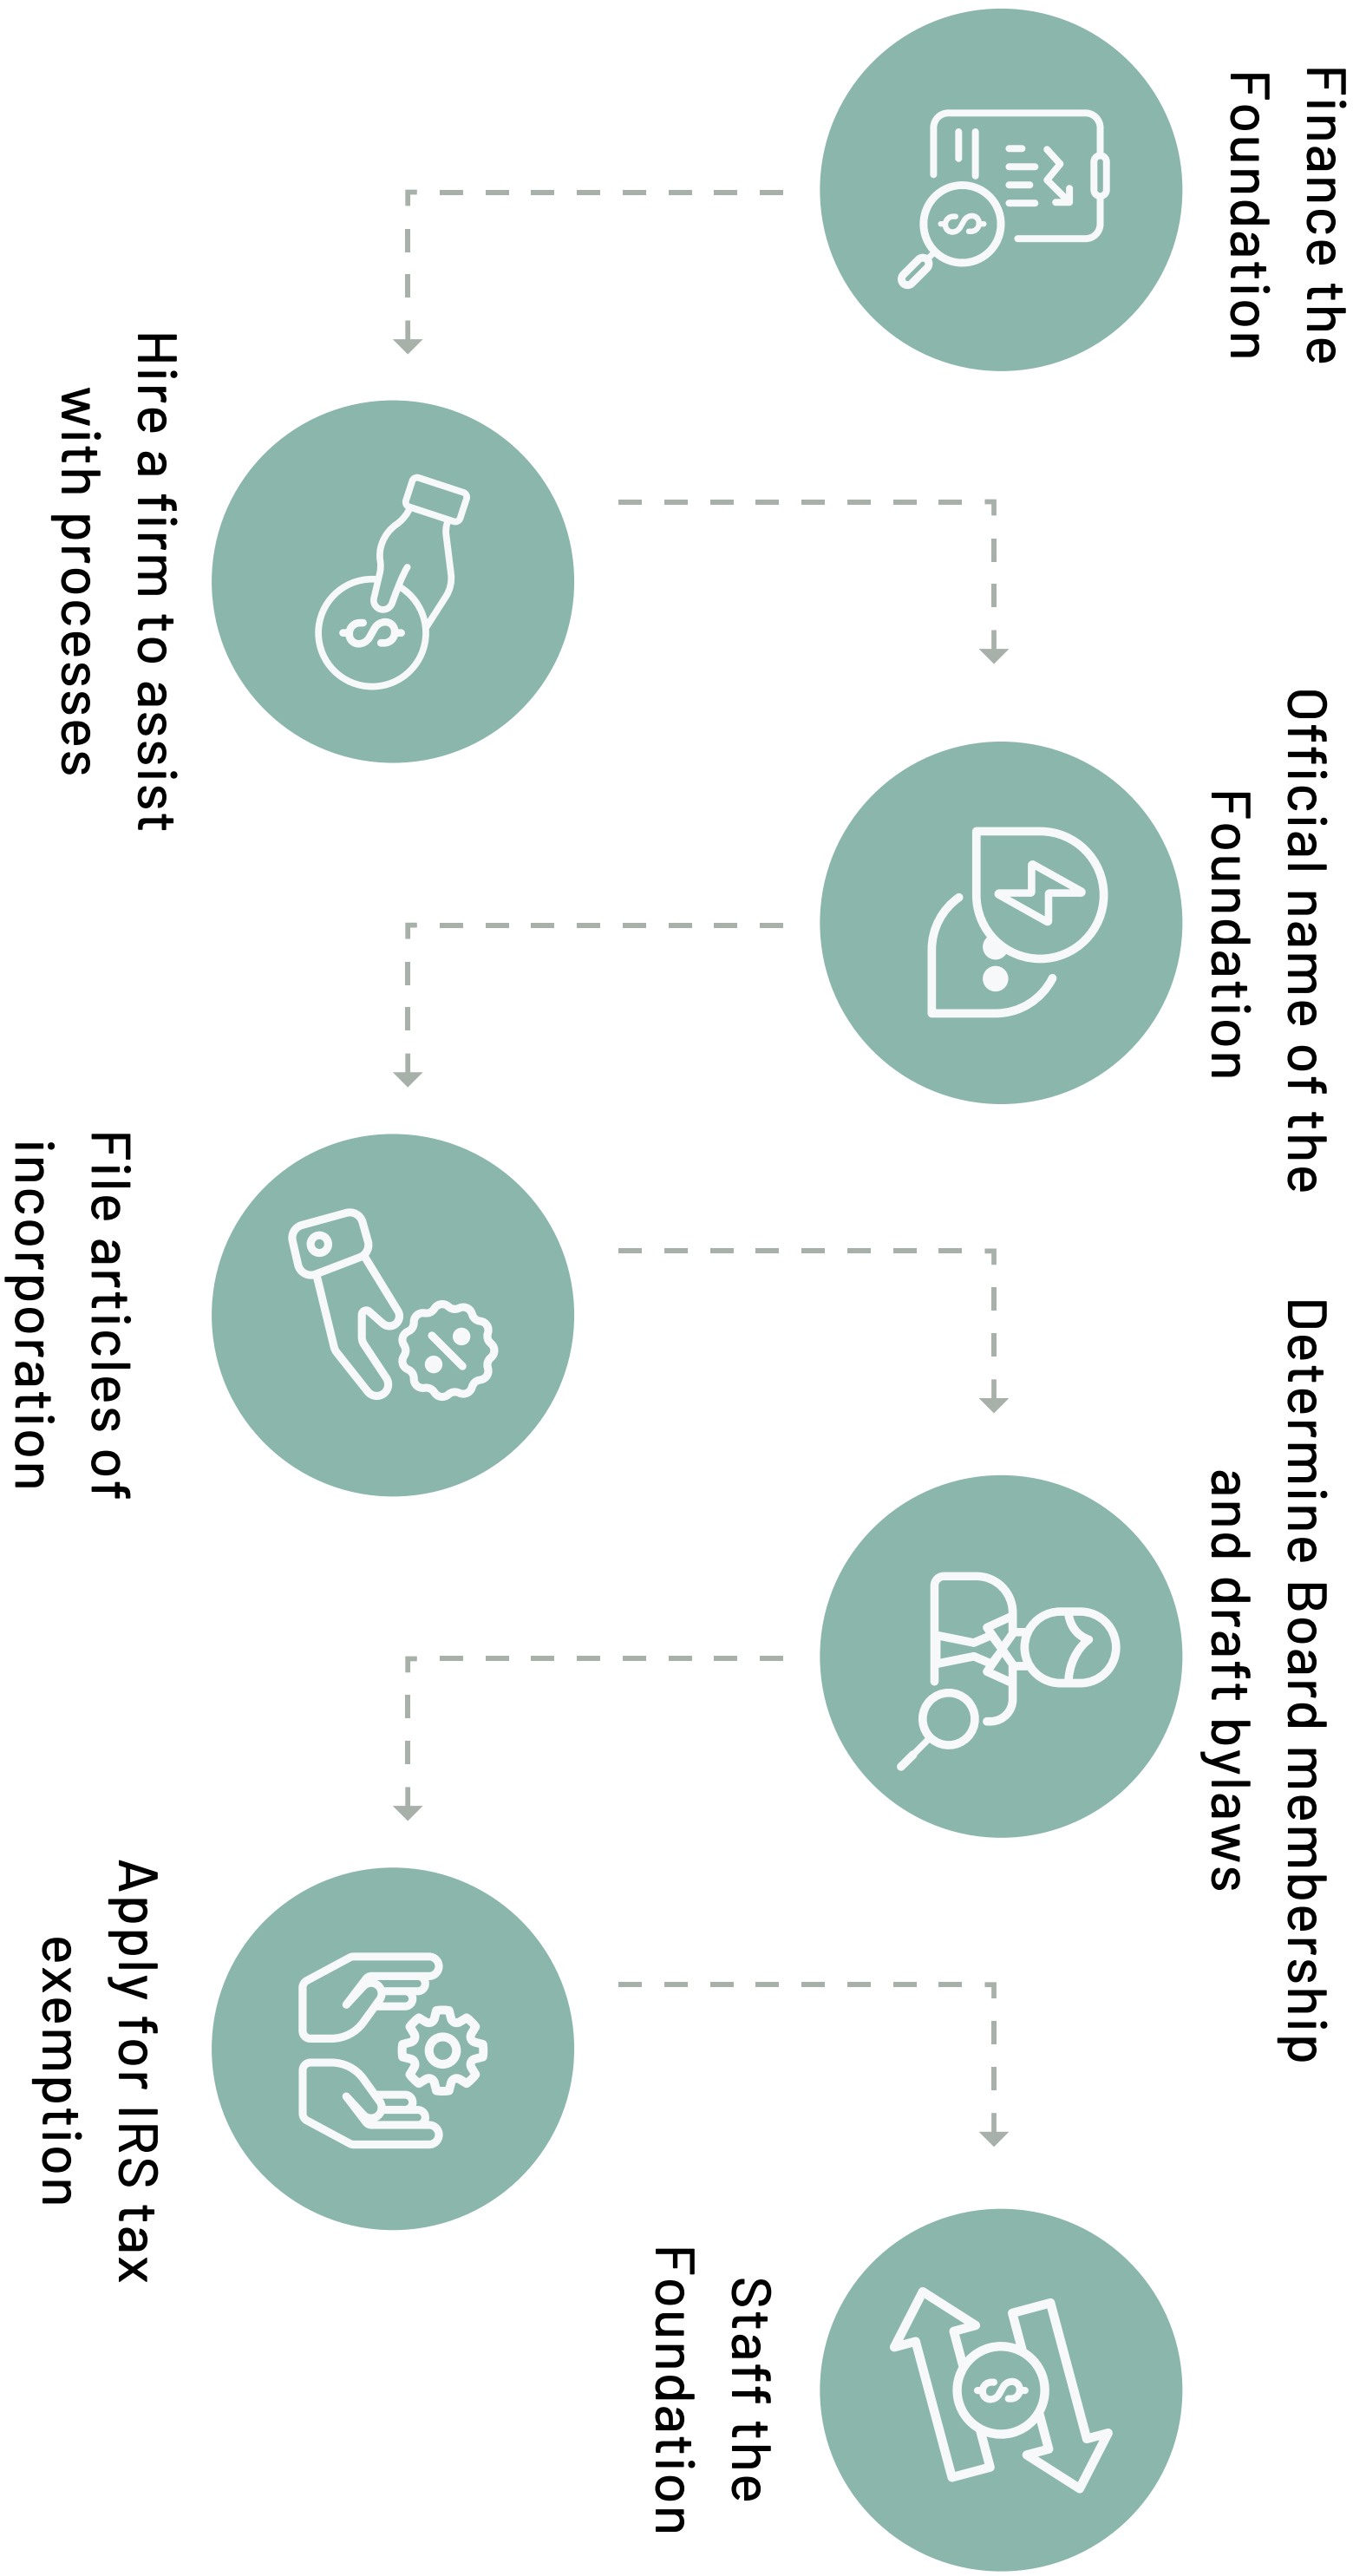 Finance the
Foundation
Hire a firm to assist
with processes
Official name of the
Foundation
File articles of
incorporation
Determine Board membership
and draft bylaws
Apply for IRS tax
exemption
Staff the
Foundation